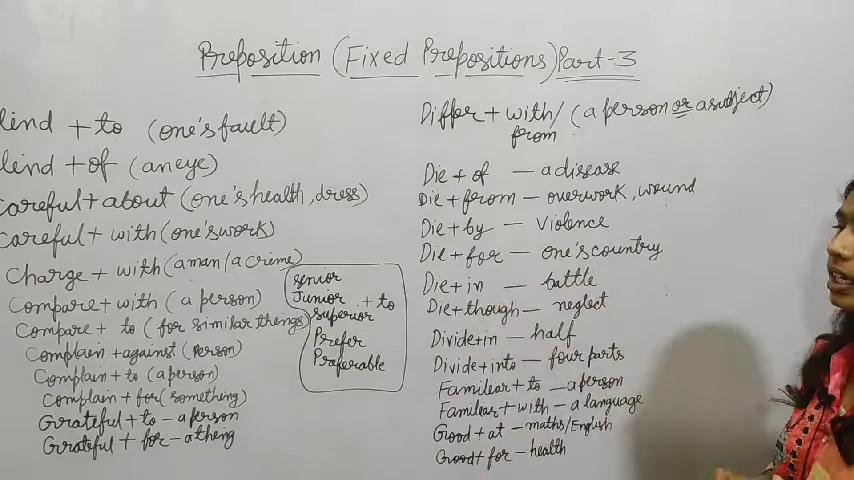 Preposition (Fixed Prepositions) Part-3
lind + to (one's fault)
lind + of (an eye)
careful + about (one's health, dress)
careful + with (one's work)
Charge + with (a man/a crime)
Compare + with (a person)
Compare + to (for similar things)
Complain + against (person)
Complain + to (a person)
Complain + for (something)
Grateful + to - a person
Grateful + for - a thing
senior
Junior
superior + to
Prefer
Preferable
Differ + with/ (a person or a subject)
from
Die + of - a disease
Die + from - overwork, wound
Die + by - violence
Die + for - one's country
Die + in - battle
Die + though - neglect
Divide + in - half
Divide + into - four parts
Familear + to - a person
Familear + with - a language
Good + at - maths/English
Good + for - health